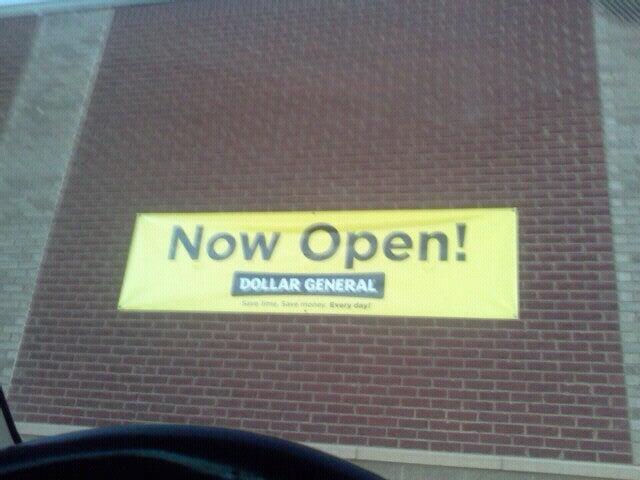 Now Open!
DOLLAR GENERAL
Save time. Save money. Every day!